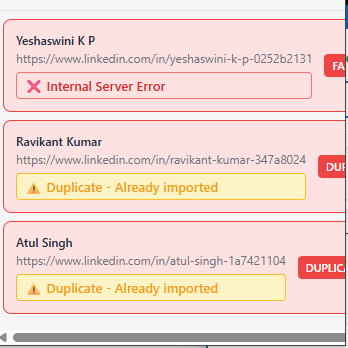 Yeshaswini K P
https://www.linkedin.com/in/yeshaswini-k-p-0252b2131
FA
❌ Internal Server Error
Ravikant Kumar
https://www.linkedin.com/in/ravikant-kumar-347a8024
DUP
⚠️ Duplicate - Already imported
Atul Singh
https://www.linkedin.com/in/atul-singh-1a7421104
DUPLICA
⚠️ Duplicate - Already imported